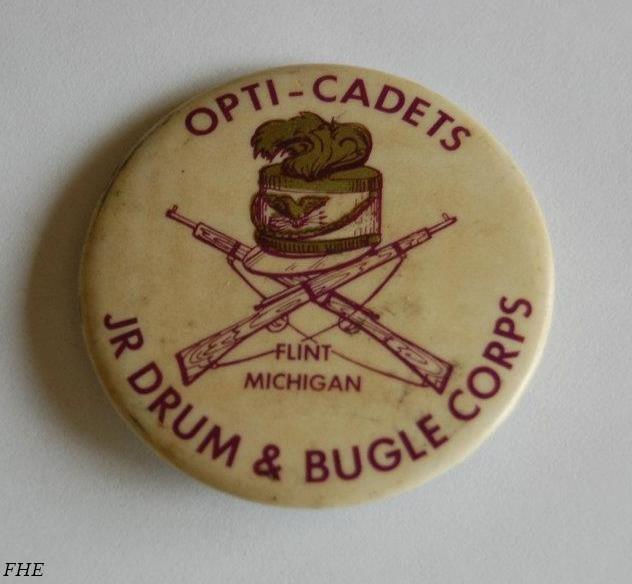 OPTI-CADETS
FLINT
MICHIGAN
JR DRUM & BUGLE CORPS
FHE